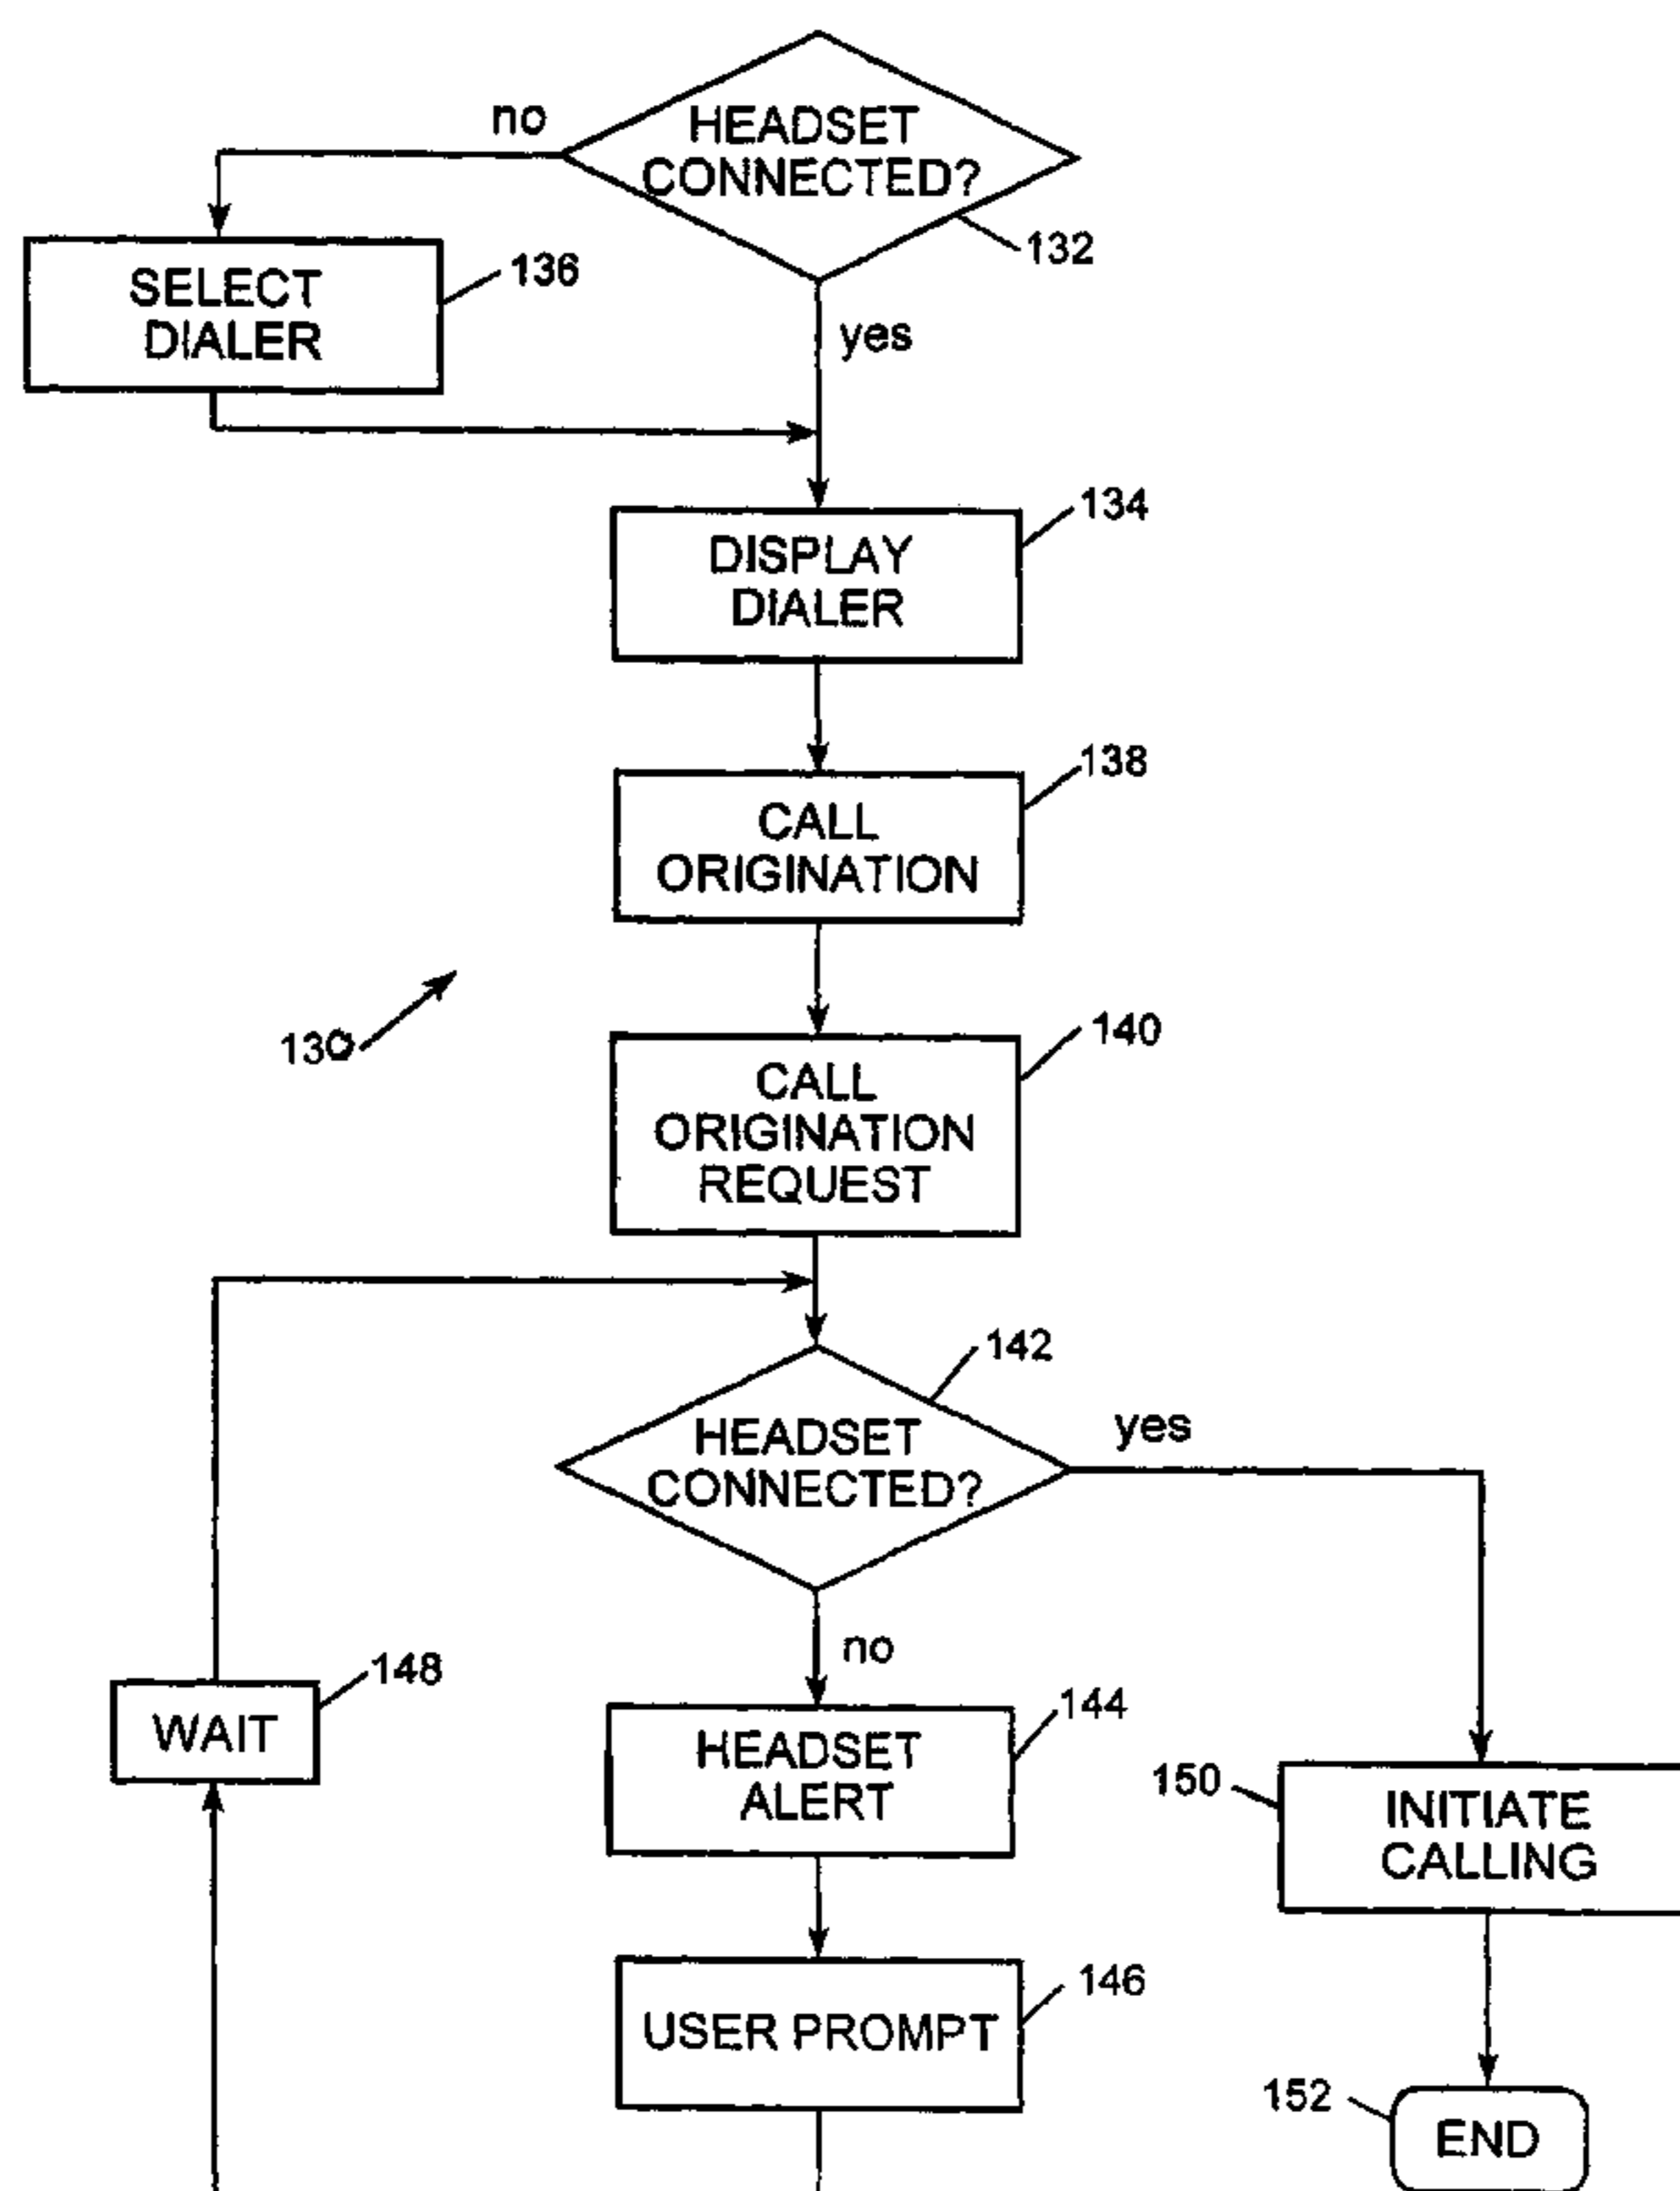 no
HEADSET
CONNECTED?
132
SELECT
DIALER
136
yes
134
DISPLAY
DIALER
138
CALL
ORIGINATION
130
140
CALL
ORIGINATION
REQUEST
142
HEADSET
CONNECTED?
yes
no
148
WAIT
144
HEADSET
ALERT
150
INITIATE
CALLING
146
USER PROMPT
152
END